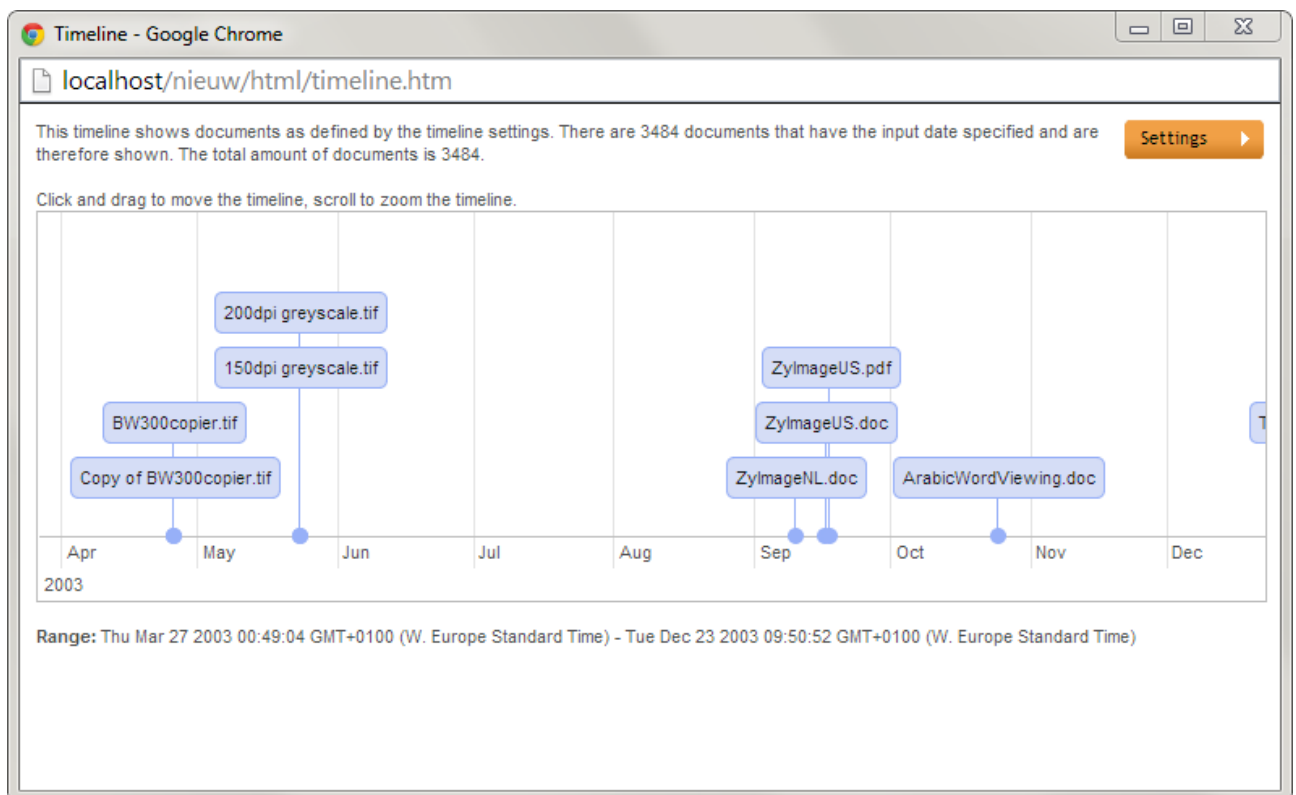 Timeline - Google Chrome
localhost/nieuw/html/timeline.htm
This timeline shows documents as defined by the timeline settings. There are 3484 documents that have the input date specified and are
therefore shown. The total amount of documents is 3484.
Settings
Click and drag to move the timeline, scroll to zoom the timeline.
200dpi greyscale.tif
150dpi greyscale.tif
ZyImageUS.pdf
BW300copier.tif
ZyImageUS.doc
T
Copy of BW300copier.tif
ZyImageNL.doc
ArabicWordViewing.doc
Apr May Jun Jul Aug Sep Oct Nov Dec
2003
Range: Thu Mar 27 2003 00:49:04 GMT+0100 (W. Europe Standard Time) - Tue Dec 23 2003 09:50:52 GMT+0100 (W. Europe Standard Time)